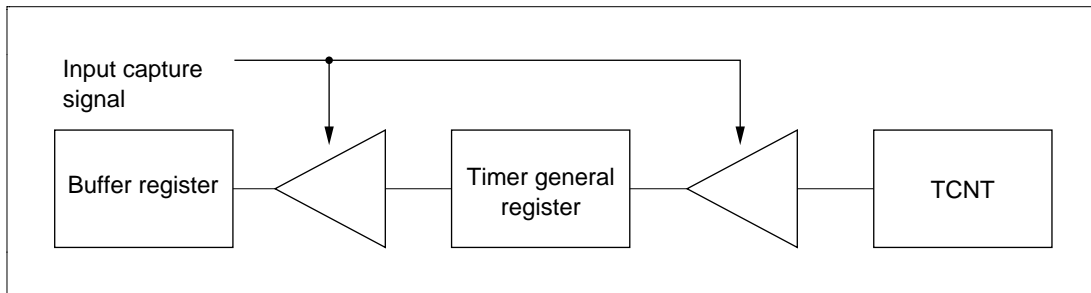 Input capture
signal
Buffer register
Timer general
register
TCNT